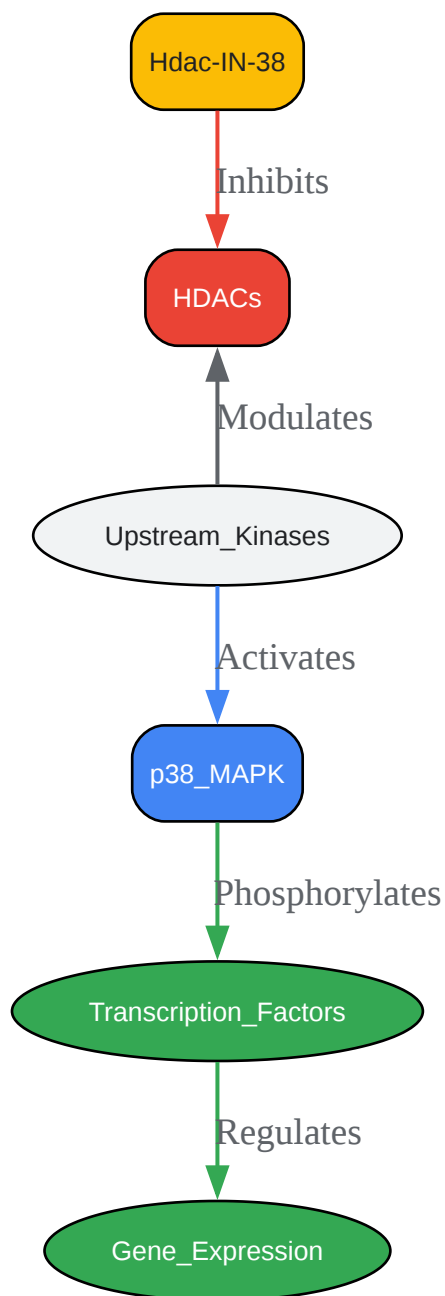 Hdac-IN-38
Inhibits
HDACs
Modulates
Upstream_Kinases
Activates
p38_MAPK
Phosphorylates
Transcription_Factors
Regulates
Gene_Expression